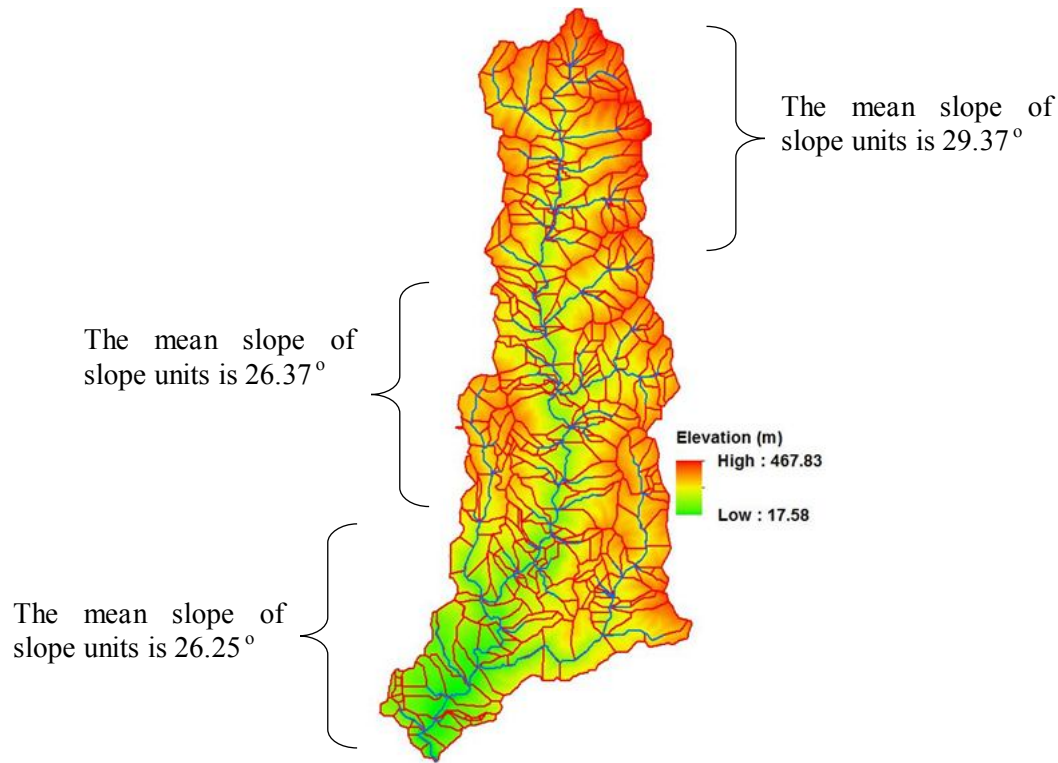 The mean slope of
slope units is 29.37°
The mean slope of
slope units is 26.37°
Elevation (m)
High : 467.83
Low : 17.58
The mean slope of
slope units is 26.25°